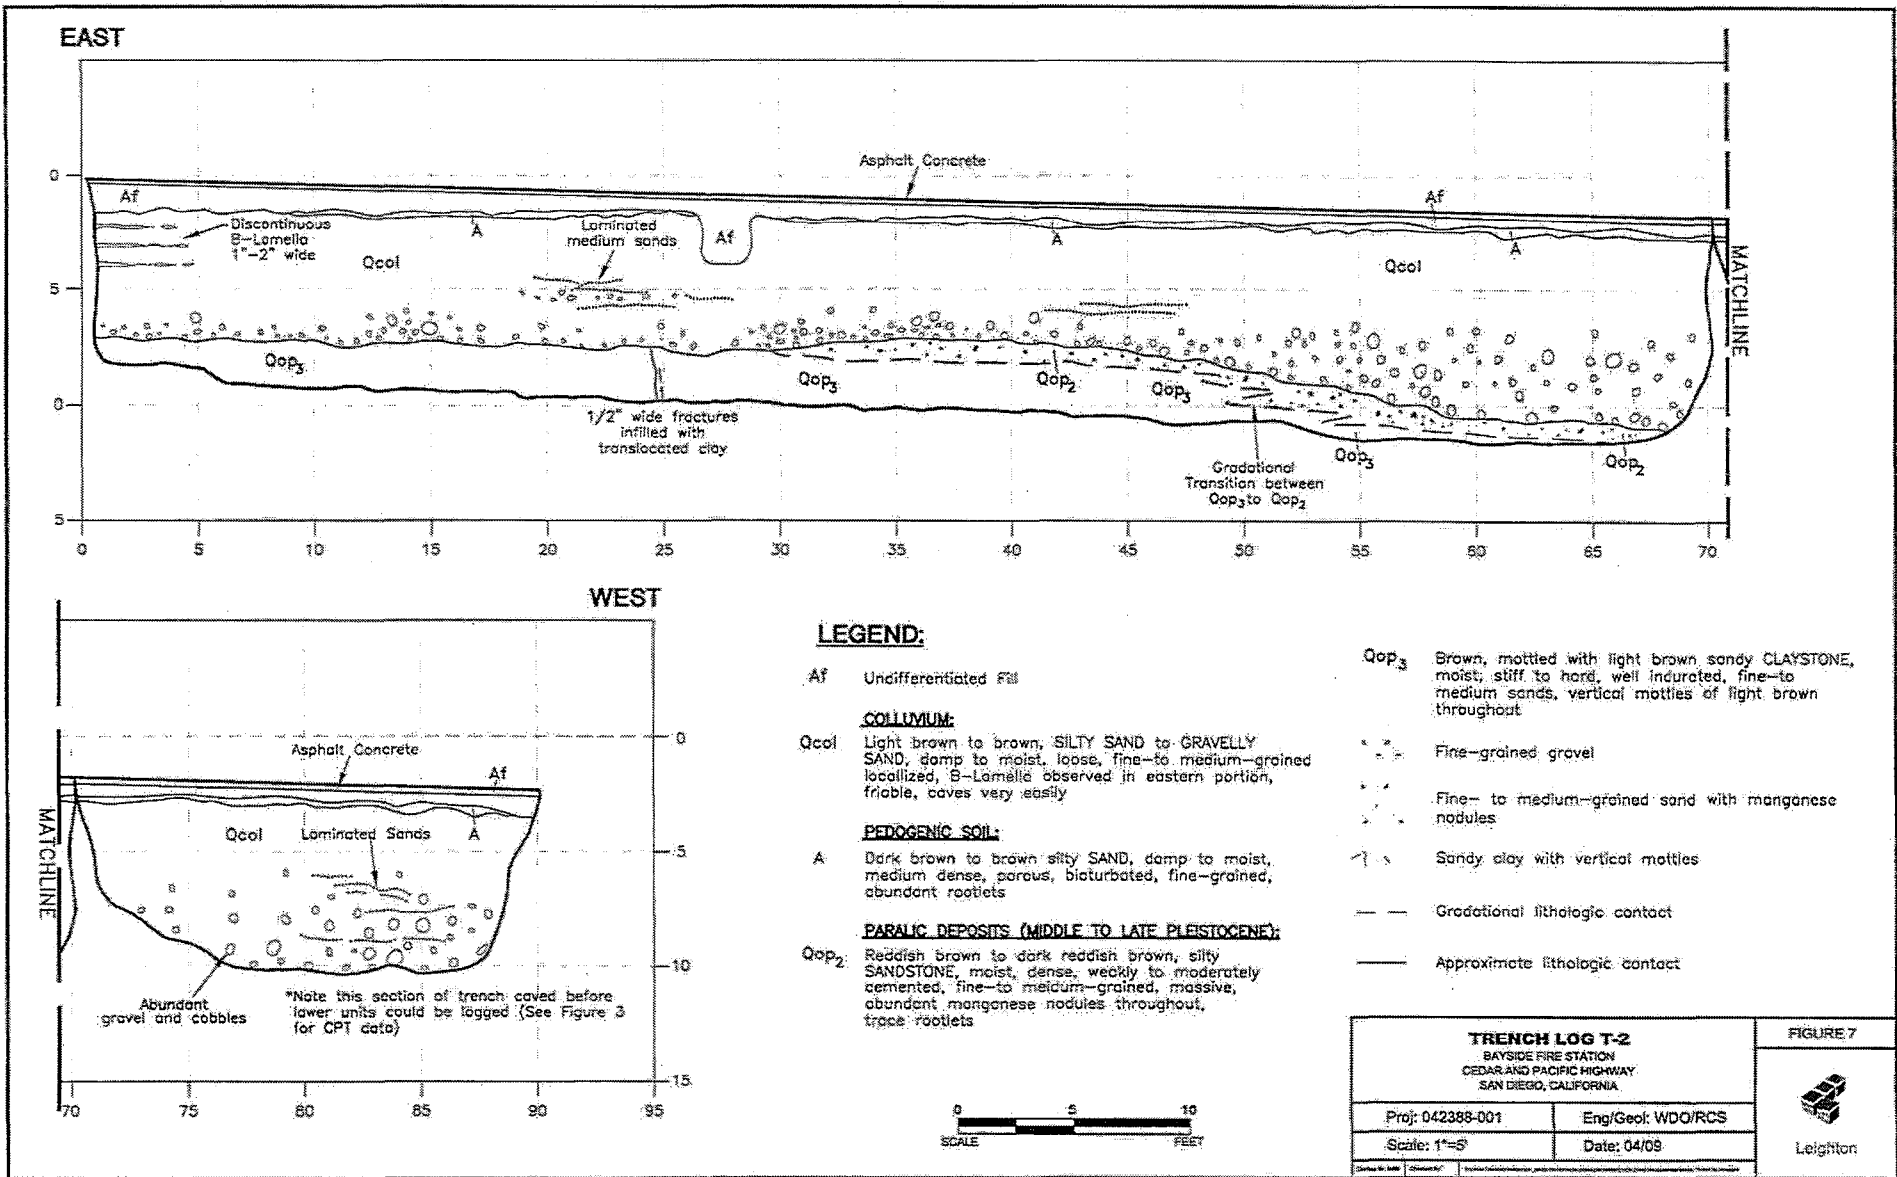 EAST
Asphalt Concrete
0
Af
Discontinuous
B-Lamella
1"-2" wide
A
Laminated
medium sands
Af
A
Af
A
Qcol
Qcol
5
MATCHLINE
Qop3
Qop3
Qop2
Qop3
0
1/2" wide fractures
infilled with
translocated clay
Gradational
Transition between
Qop3 to Qop2
Qop3
Qop2
5
0 5 10 15 20 25 30 35 40 45 50 55 60 65 70
WEST
0
Asphalt Concrete
Af
MATCHLINE
Qcol
Laminated Sands
A
5
10
Abundant
gravel and cobbles
*Note this section of trench caved before
lower units could be logged (See Figure 3
for CPT data)
15
70 75 80 85 90 95
LEGEND:
Af Undifferentiated Fill
COLLUVIUM:
Qcol Light brown to brown, SILTY SAND to GRAVELLY
SAND, damp to moist, loose, fine-to medium-grained
locallized, B-Lamella observed in eastern portion,
friable, caves very easily
PEDOGENIC SOIL:
A Dark brown to brown silty SAND, damp to moist,
medium dense, porous, bioturbated, fine-grained,
abundant rootlets
PARALIC DEPOSITS (MIDDLE TO LATE PLEISTOCENE):
Qop2 Reddish brown to dark reddish brown, silty
SANDSTONE, moist, dense, weakly to moderately
cemented, fine-to meidum-grained, massive,
abundant manganese nodules throughout,
trace rootlets
Qop3 Brown, mottled with light brown sandy CLAYSTONE,
moist, stiff to hard, well indurated, fine-to
medium sands, vertical mottles of light brown
throughout
Fine-grained gravel
Fine- to medium-grained sand with manganese
nodules
Sandy clay with vertical mottles
Gradational lithologic contact
Approximate lithologic contact
0 5 10
SCALE FEET
TRENCH LOG T-2
BAYSIDE FIRE STATION
CEDAR AND PACIFIC HIGHWAY
SAN DIEGO, CALIFORNIA
Proj: 042388-001
Eng/Geol: WDO/RCS
Scale: 1"=5'
Date: 04/09
FIGURE 7
Leighton